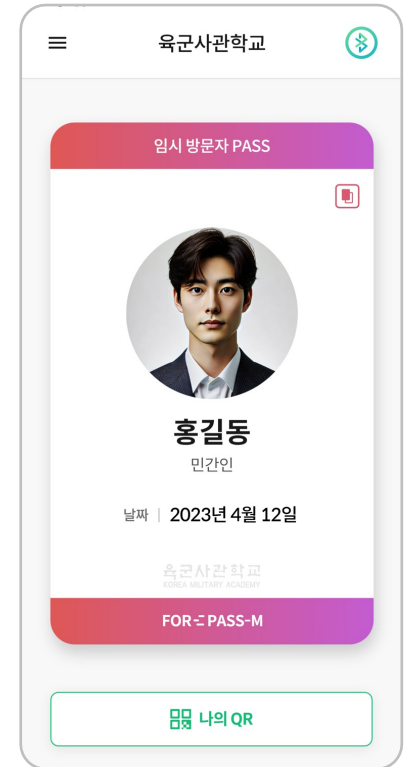 육군사관학교
임시 방문자 PASS
홍길동
민간인
날짜 | 2023년 4월 12일
육군사관학교
KOREA MILITARY ACADEMY
FOR-드 PASS-M
나의 QR